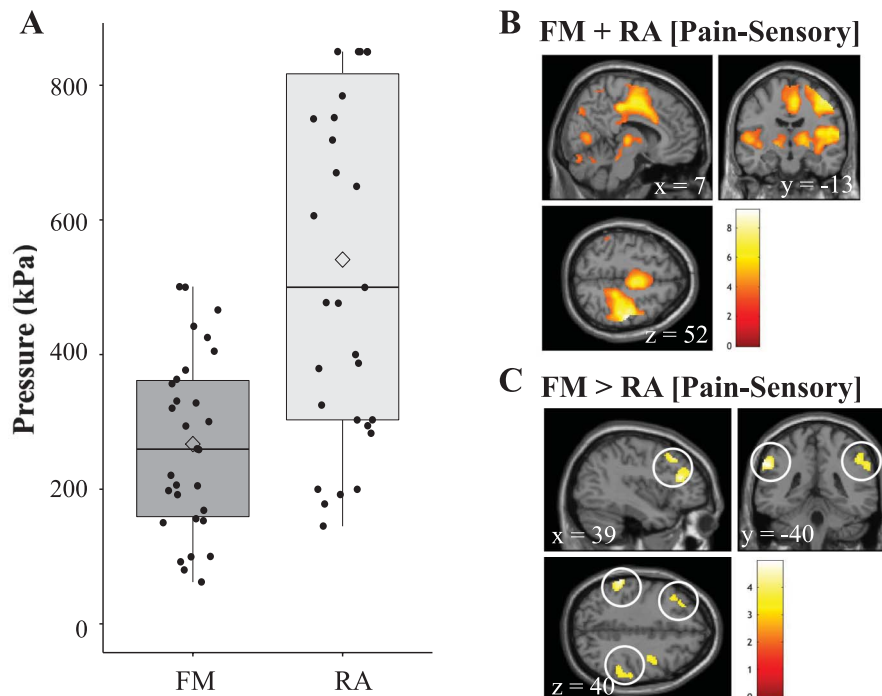 A
Pressure (kPa)
800
600
400
200
0
FM
RA
B
FM + RA [Pain-Sensory]
x = 7
y = -13
z = 52
8
6
4
2
0
C
FM > RA [Pain-Sensory]
x = 39
y = -40
z = 40
4
3
2
1
0